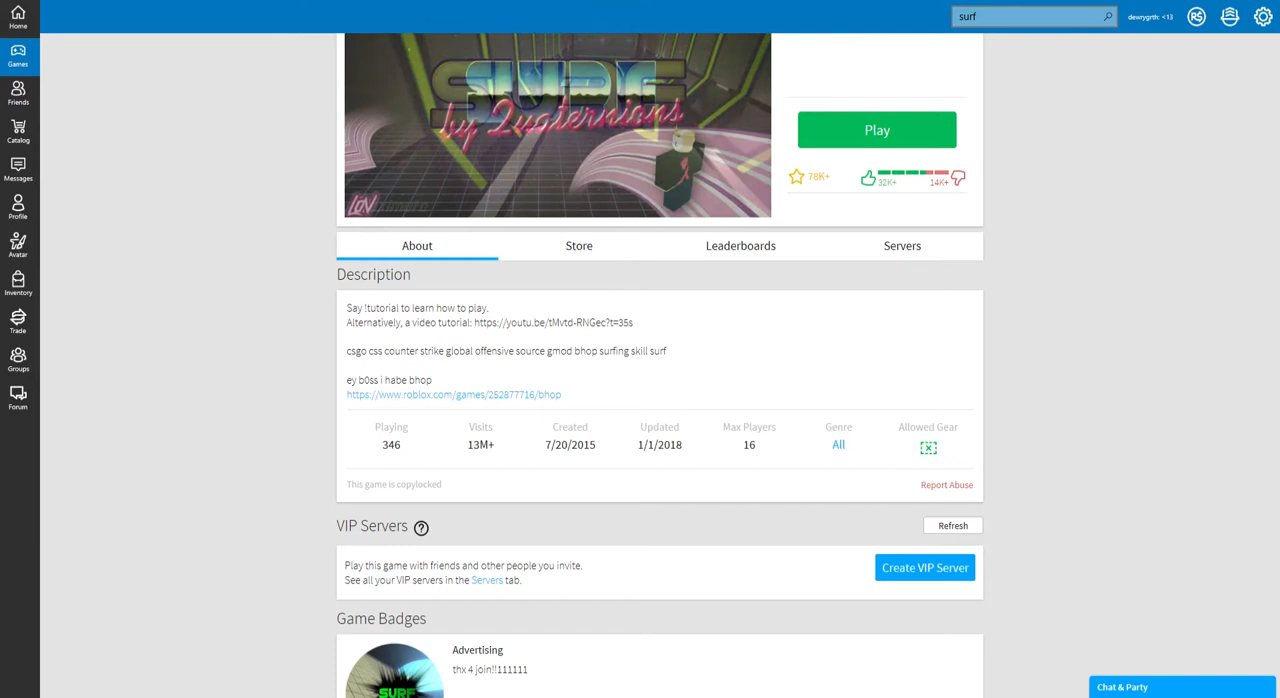 Home
surf
dewrygrth: <13
R$
Games
Friends
Catalog
Messages
Profile
Avatar
Inventory
Trade
Groups
Forum
SURF
by Quaternions
Play
78K+
32K+
14K+
About
Store
Leaderboards
Servers
Description
Say !tutorial to learn how to play.
Alternatively, a video tutorial: https://youtu.be/tMvtd-RNGec?t=35s
csgo css counter strike global offensive source gmod bhop surfing skill surf
ey b0ss i habe bhop
https://www.roblox.com/games/252877716/bhop
Playing
Visits
Created
Updated
Max Players
Genre
Allowed Gear
346
13M+
7/20/2015
1/1/2018
16
All
This game is copylocked
Report Abuse
VIP Servers ?
Refresh
Play this game with friends and other people you invite.
See all your VIP servers in the Servers tab.
Create VIP Server
Game Badges
Advertising
thx 4 join!!111111
SURF
Chat & Party